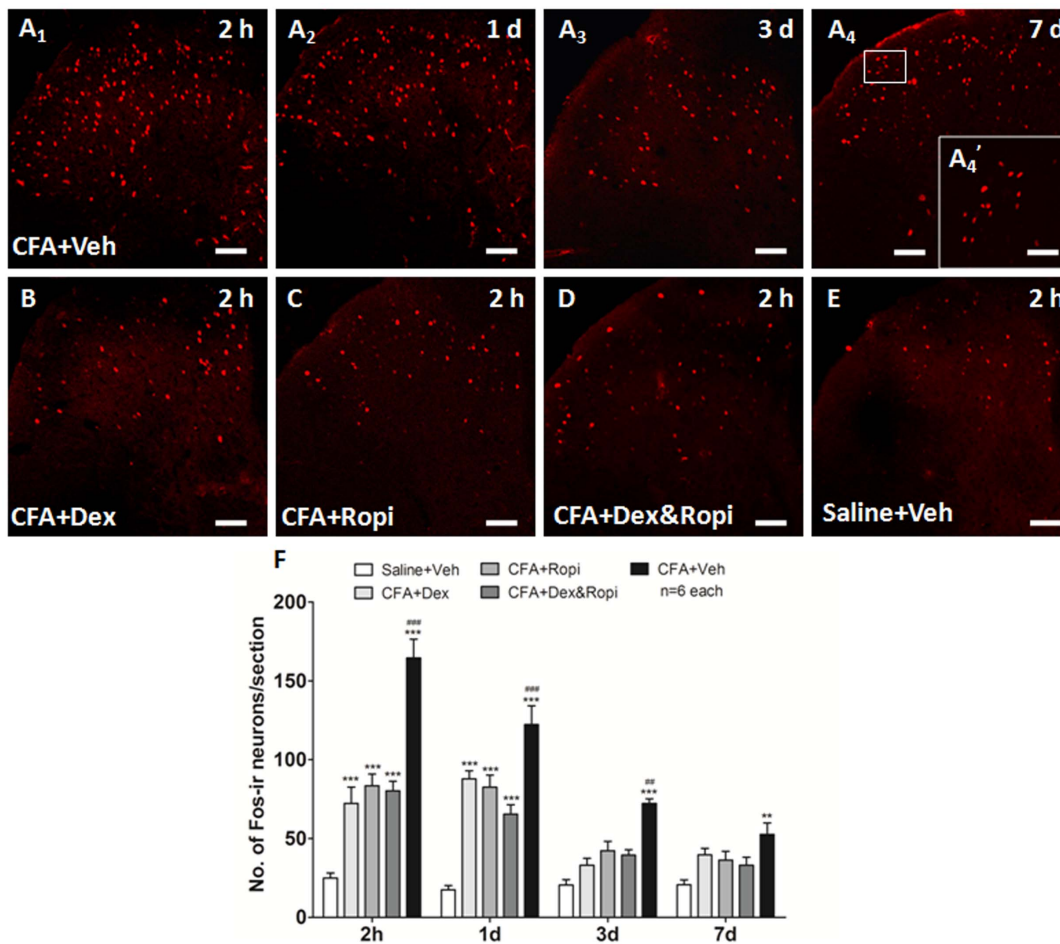 A1 2 h
A2 1 d
A3 3 d
A4 7 d
A4'
CFA+Veh
B 2 h
C 2 h
D 2 h
E 2 h
CFA+Dex
CFA+Ropi
CFA+Dex&Ropi
Saline+Veh
F
Saline+Veh CFA+Ropi CFA+Veh
CFA+Dex CFA+Dex&Ropi n=6 each
No. of Fos-ir neurons/section
200
150
100
50
0
*** *** *** ### ***
*** *** *** ### ***
## ***
**
2h 1d 3d 7d